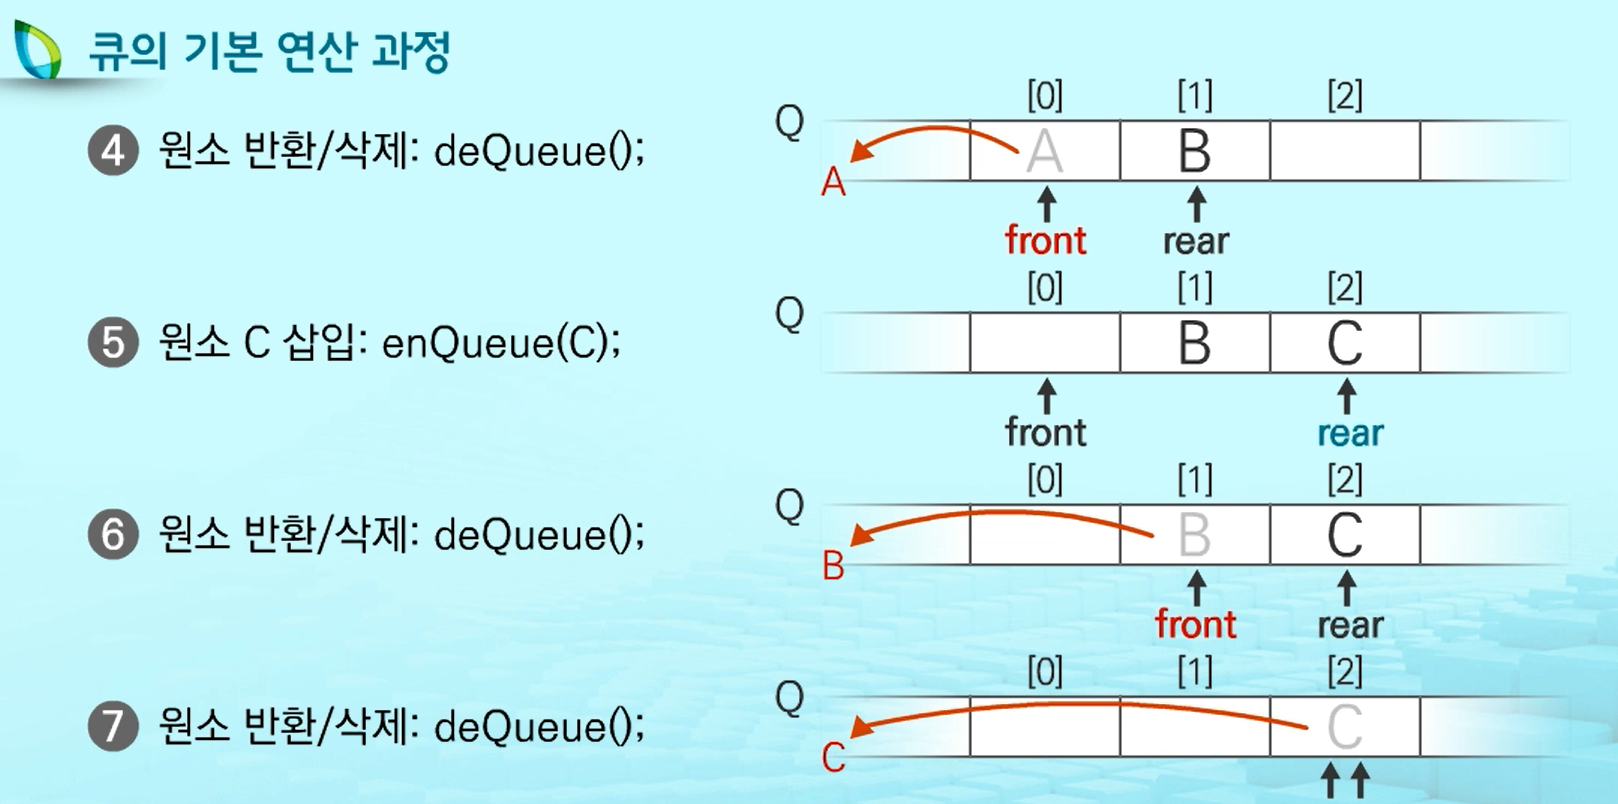 큐의 기본 연산 과정
④ 원소 반환/삭제: deQueue();
Q [0] [1] [2]
A A B
front rear
⑤ 원소 C 삽입: enQueue(C);
Q [0] [1] [2]
B C
front rear
⑥ 원소 반환/삭제: deQueue();
Q [0] [1] [2]
B B C
front rear
⑦ 원소 반환/삭제: deQueue();
Q [0] [1] [2]
C C